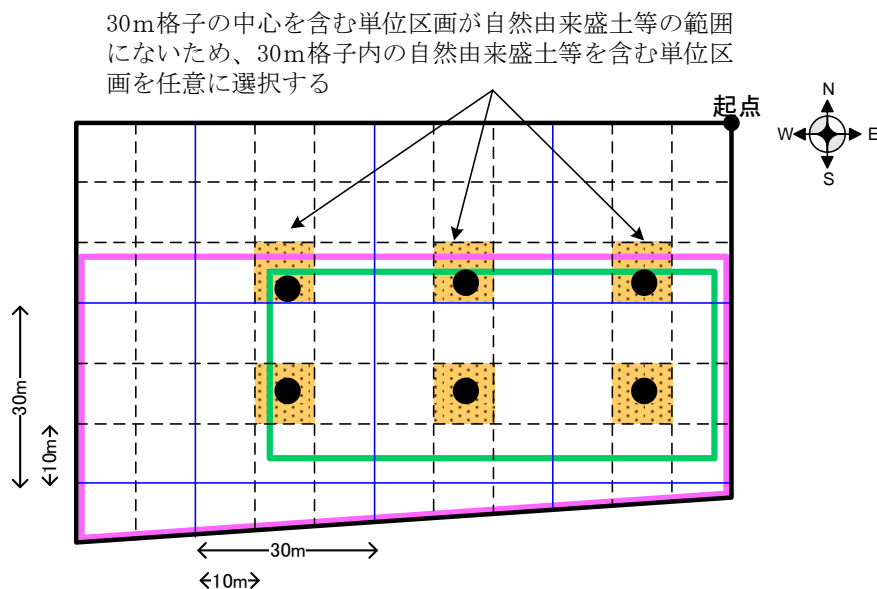 30m格子の中心を含む単位区画が自然由来盛土等の範囲
にないため、30m格子内の自然由来盛土等を含む単位区
画を任意に選択する
起点
N
W
E
S
30m
10m
30m
10m